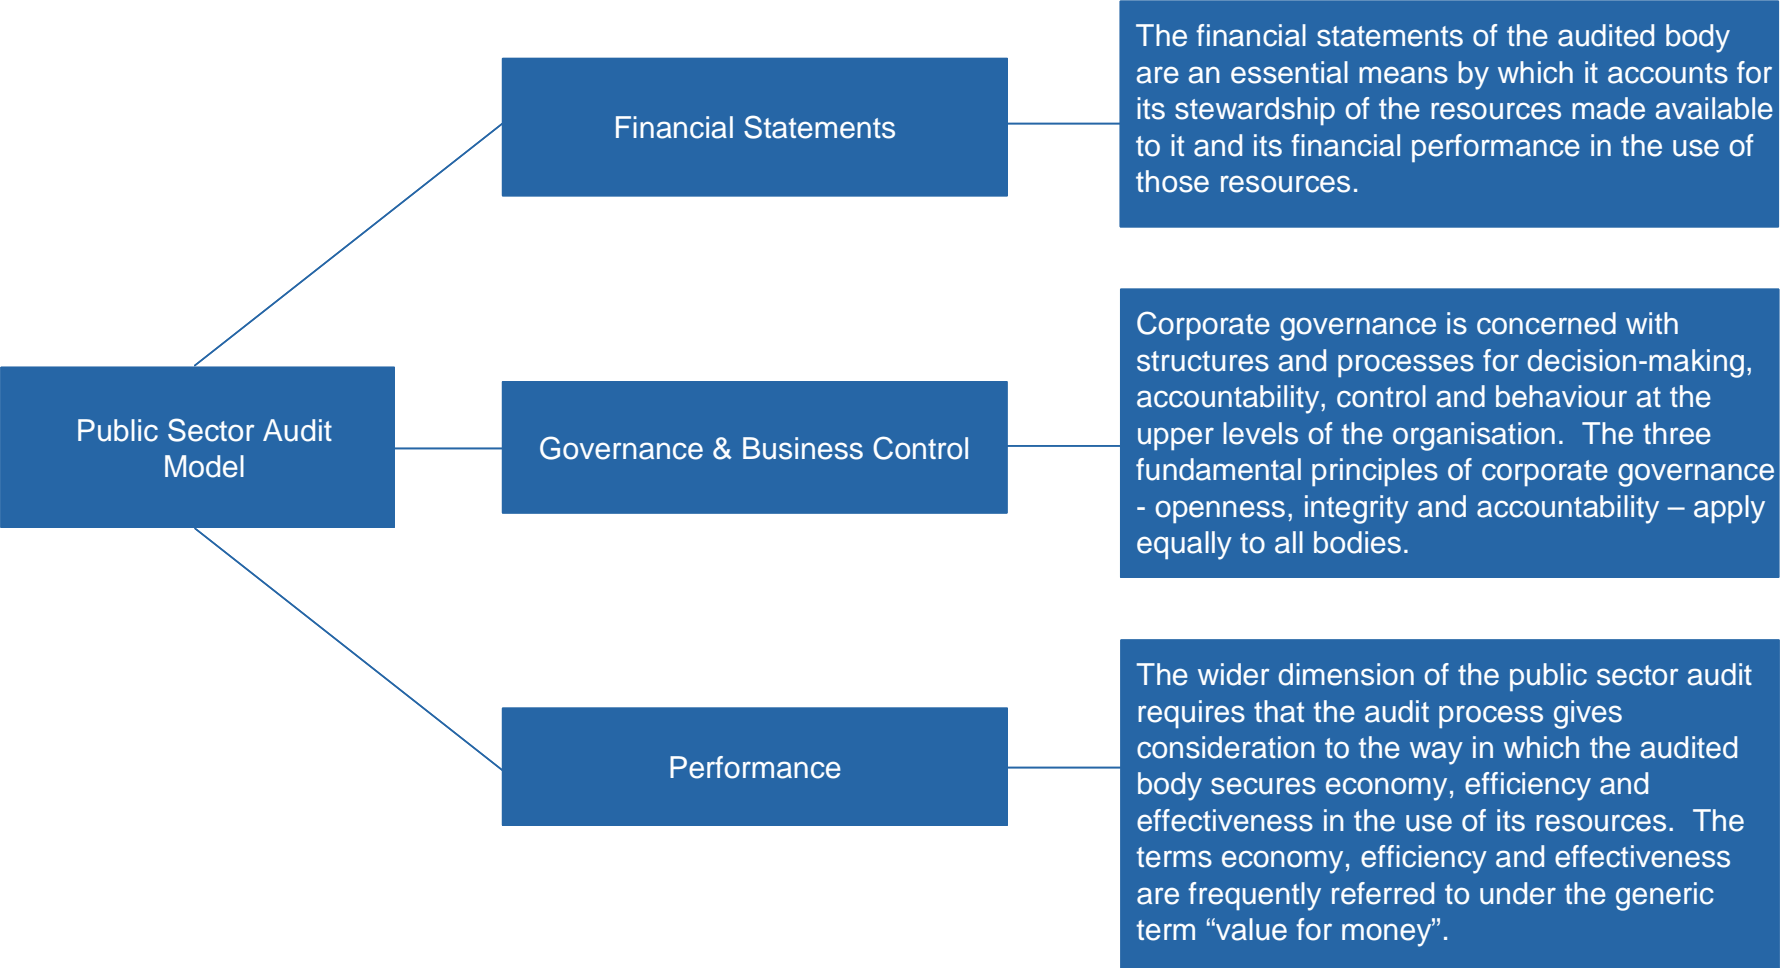 Public Sector Audit
Model
Financial Statements
The financial statements of the audited body
are an essential means by which it accounts for
its stewardship of the resources made available
to it and its financial performance in the use of
those resources.
Governance & Business Control
Corporate governance is concerned with
structures and processes for decision-making,
accountability, control and behaviour at the
upper levels of the organisation.  The three
fundamental principles of corporate governance
- openness, integrity and accountability – apply
equally to all bodies.
Performance
The wider dimension of the public sector audit
requires that the audit process gives
consideration to the way in which the audited
body secures economy, efficiency and
effectiveness in the use of its resources.  The
terms economy, efficiency and effectiveness
are frequently referred to under the generic
term “value for money”.